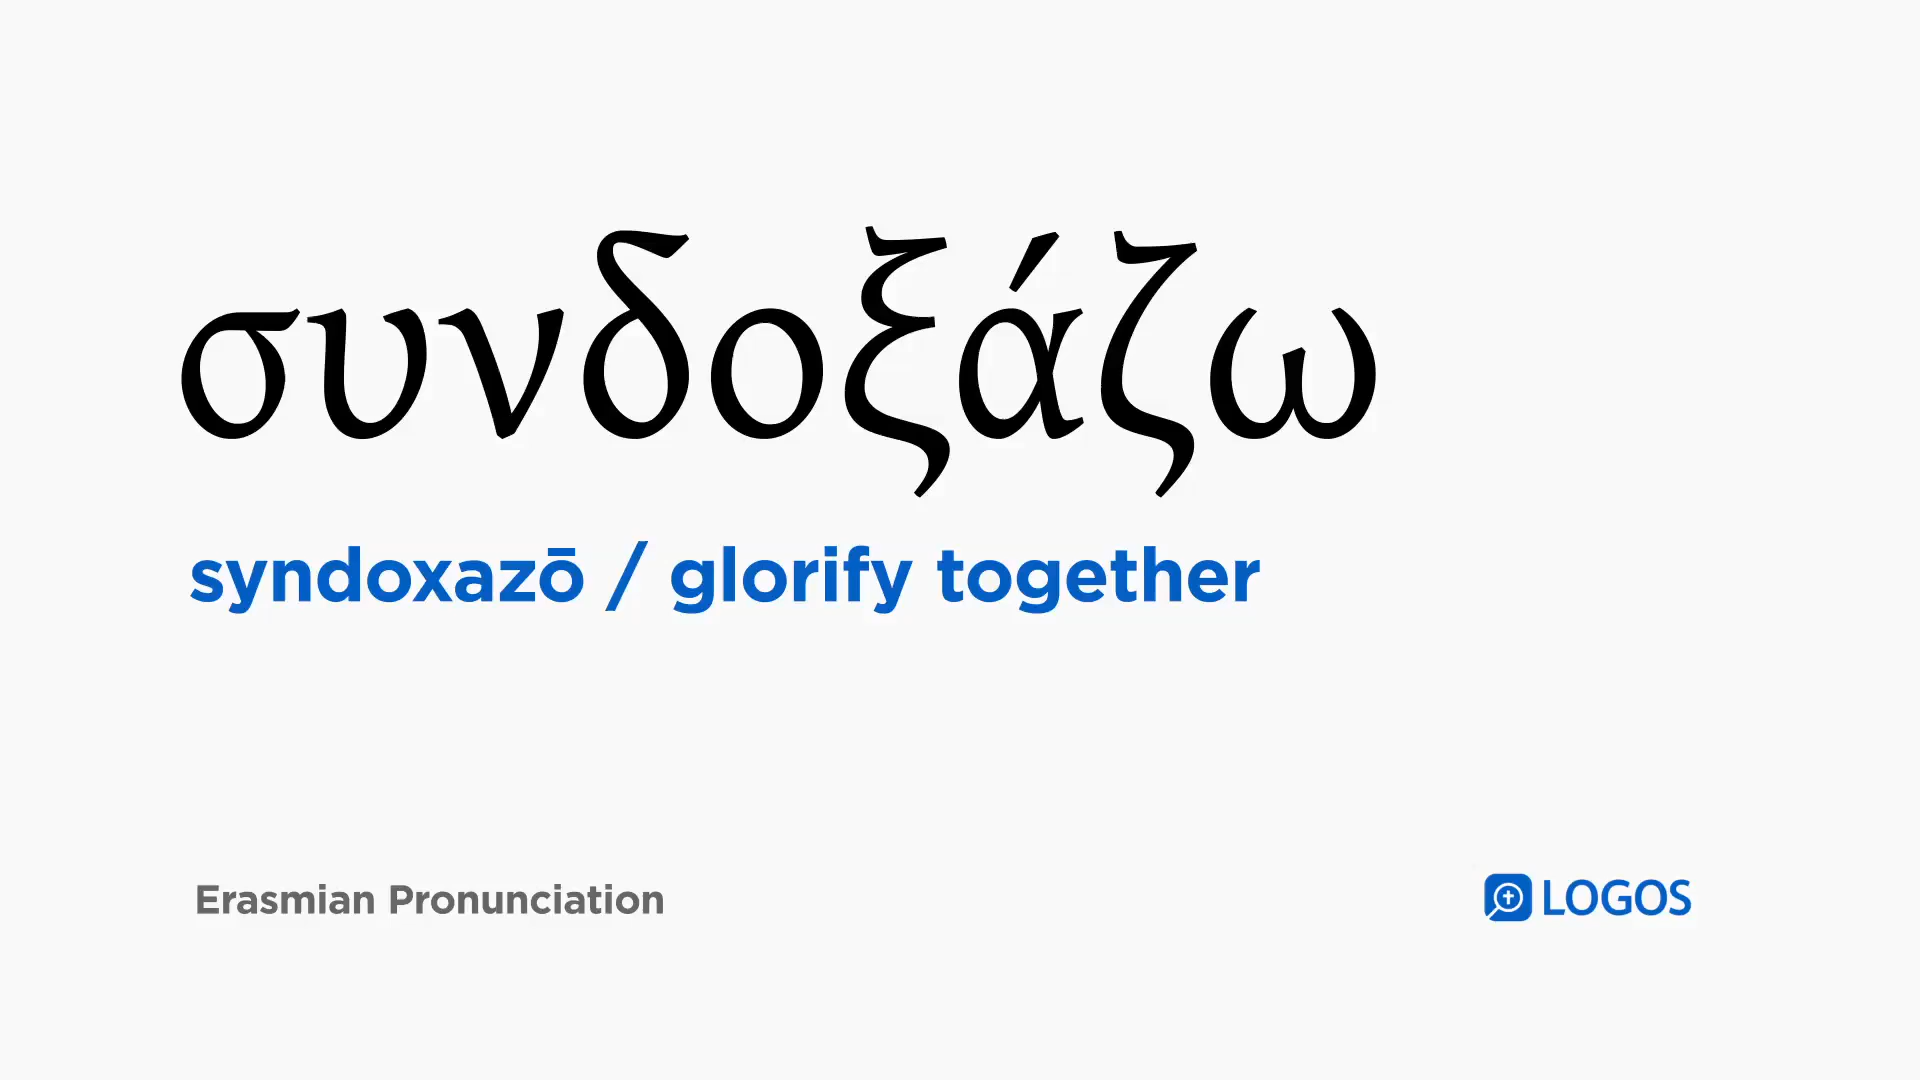 συνδοξάζω
syndoxazō / glorify together
Erasmian Pronunciation
LOGOS